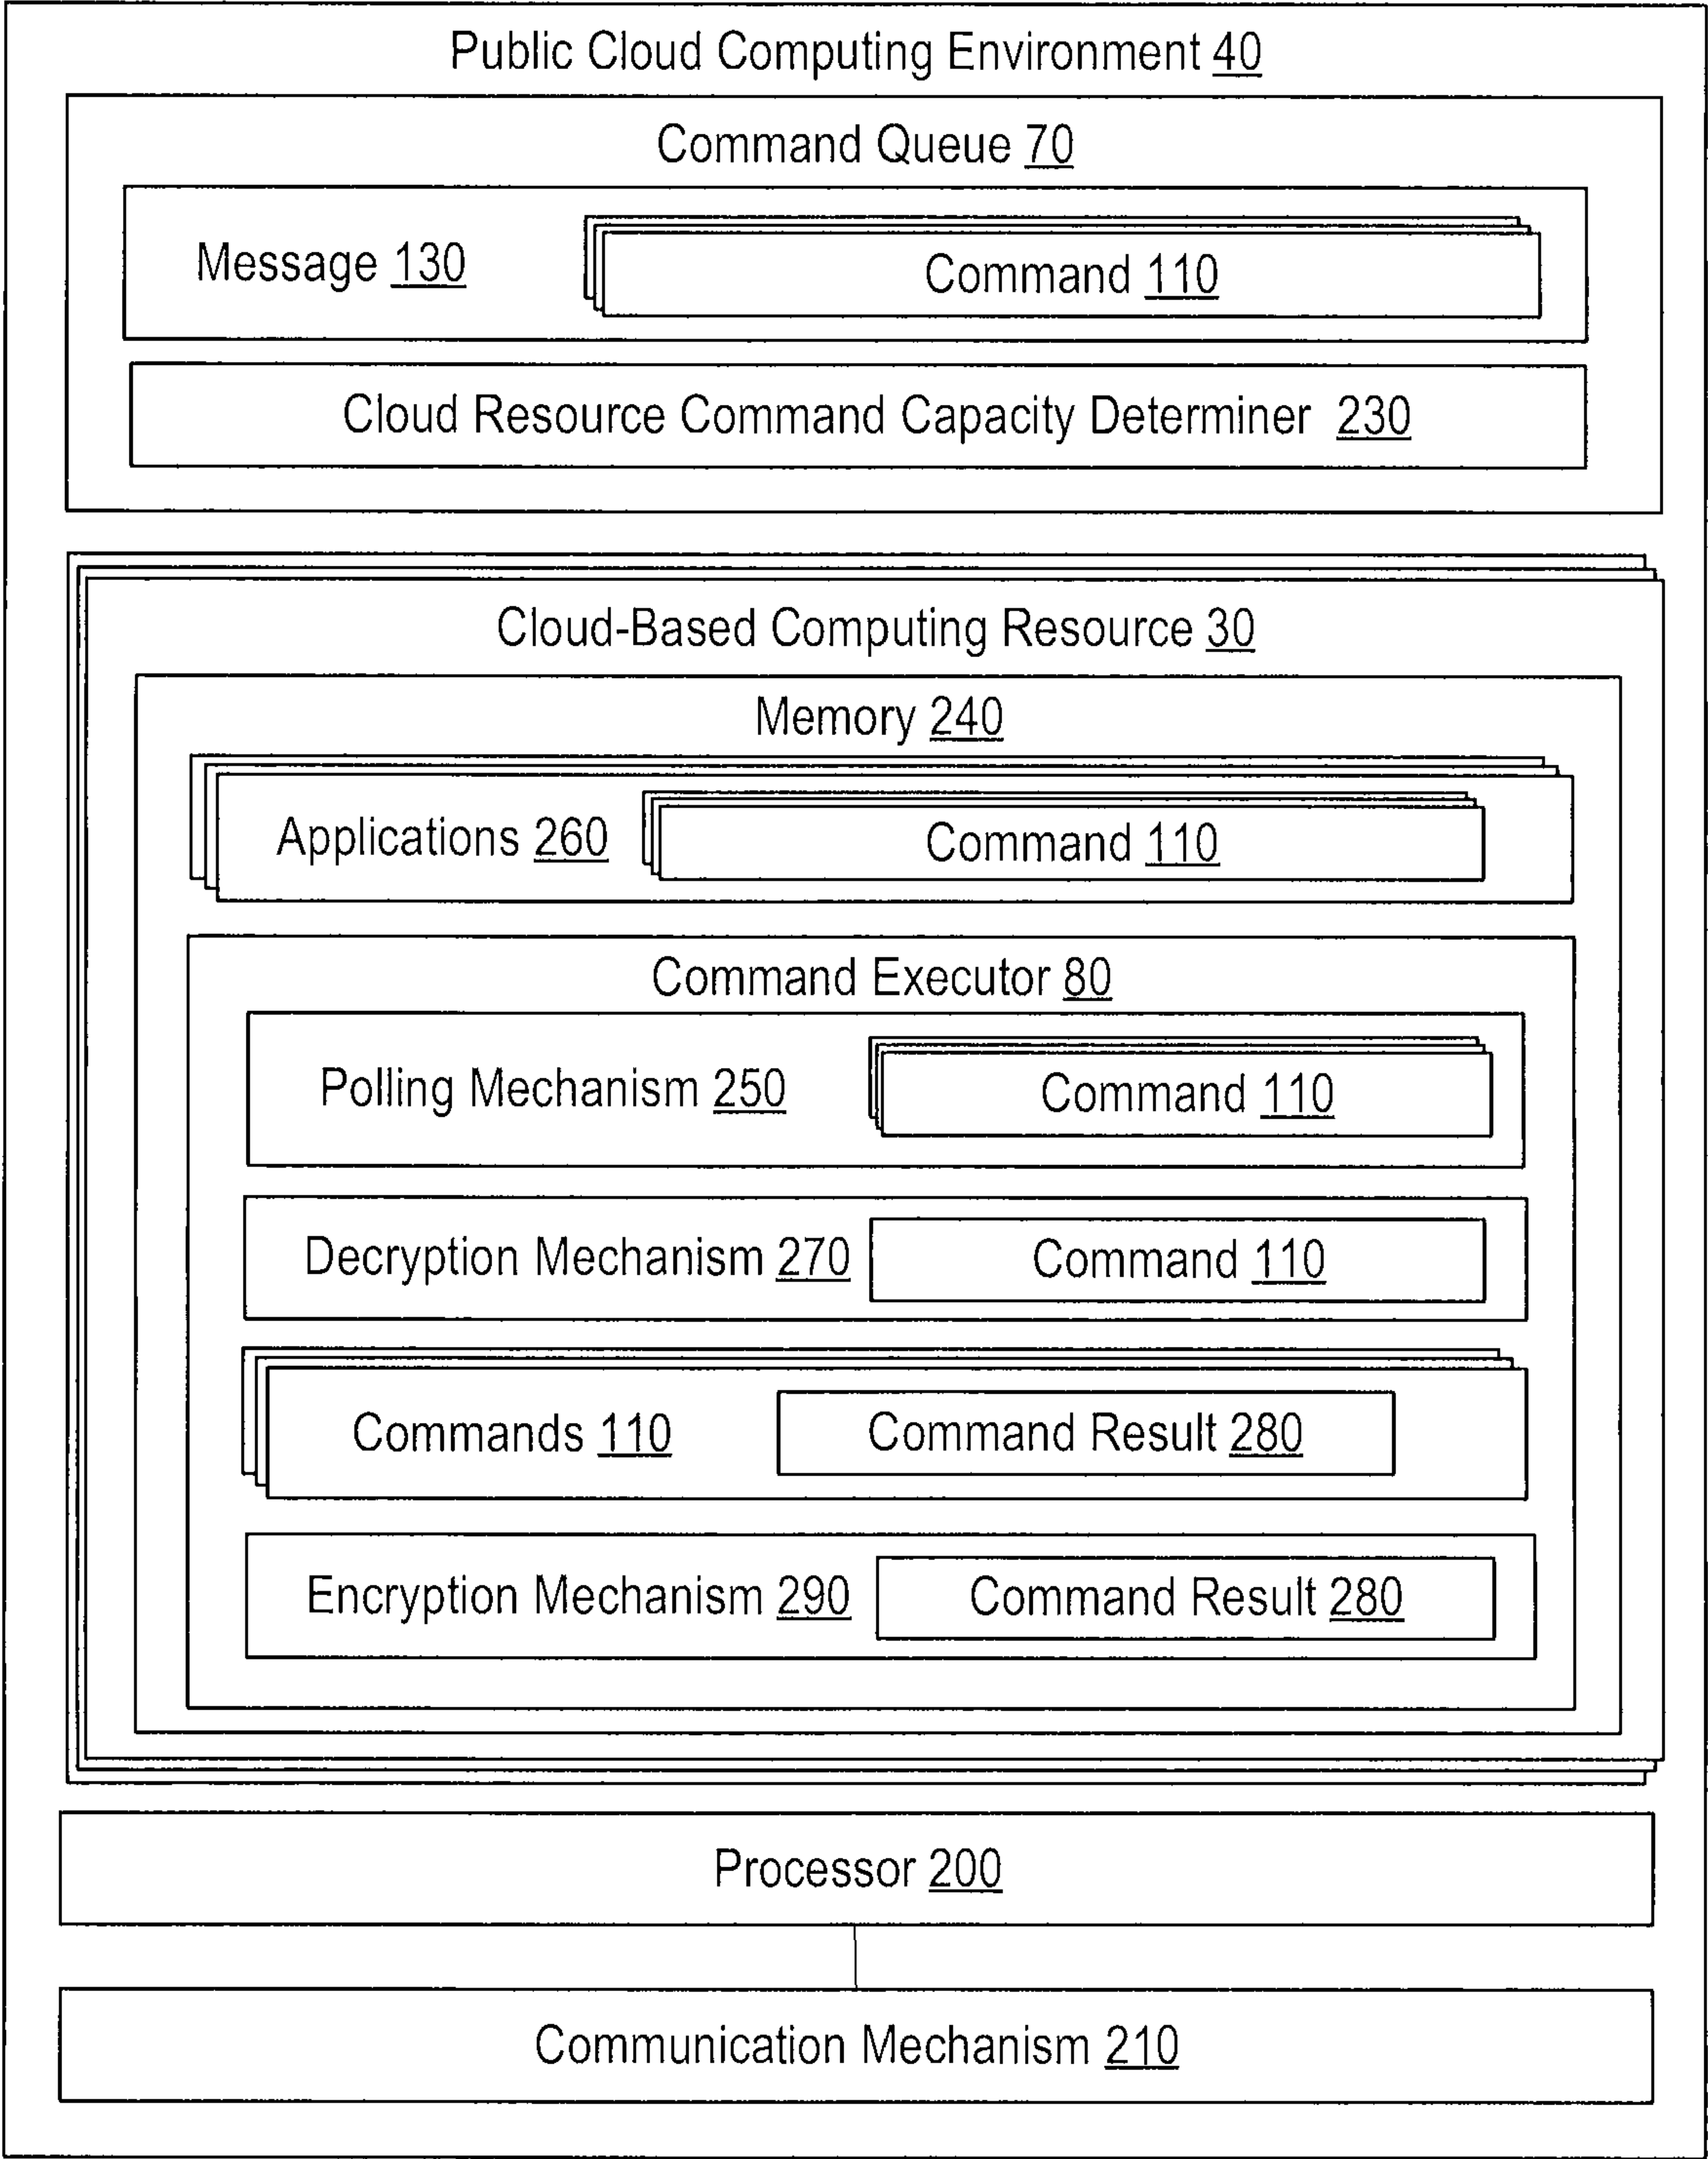 Public Cloud Computing Environment 40
Command Queue 70
Message 130
Command 110
Cloud Resource Command Capacity Determiner 230
Cloud-Based Computing Resource 30
Memory 240
Applications 260
Command 110
Command Executor 80
Polling Mechanism 250
Command 110
Decryption Mechanism 270
Command 110
Commands 110
Command Result 280
Encryption Mechanism 290
Command Result 280
Processor 200
Communication Mechanism 210